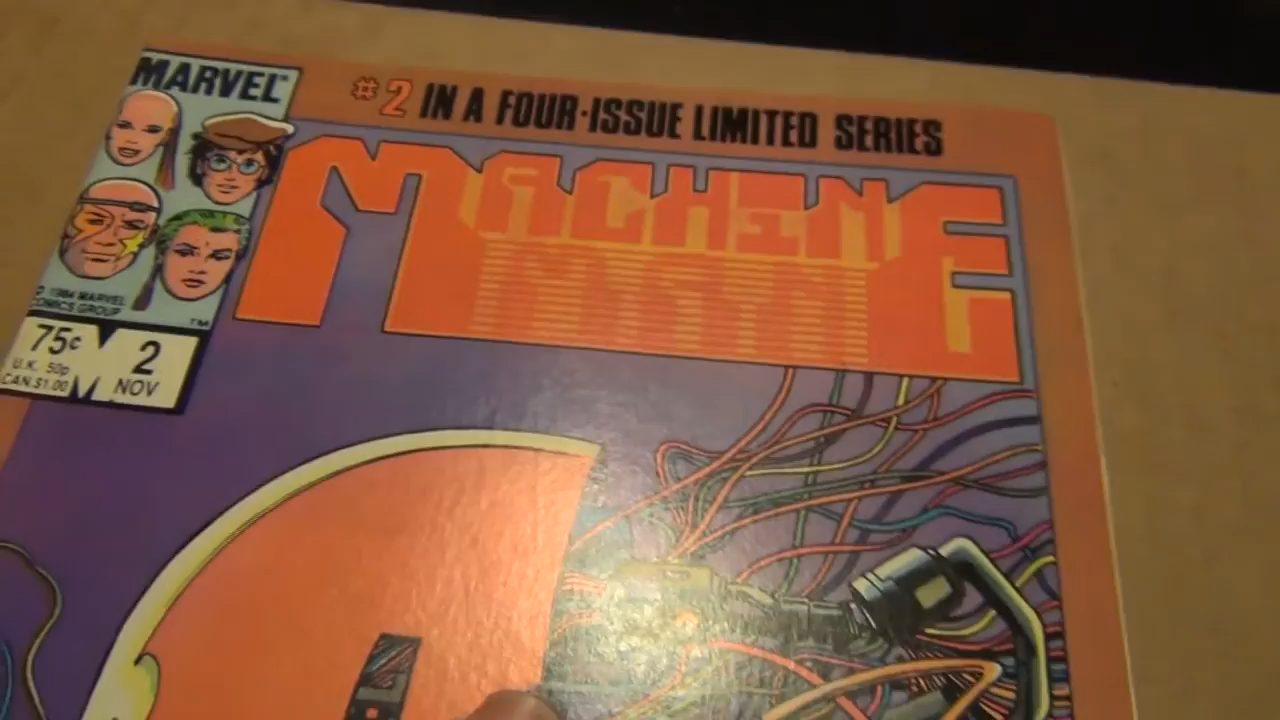 MARVEL
#2 IN A FOUR-ISSUE LIMITED SERIES
MACHINE
© 1984 MARVEL
COMICS GROUP
TM
75¢
2
U.K. 50p
CAN. $1.00
NOV